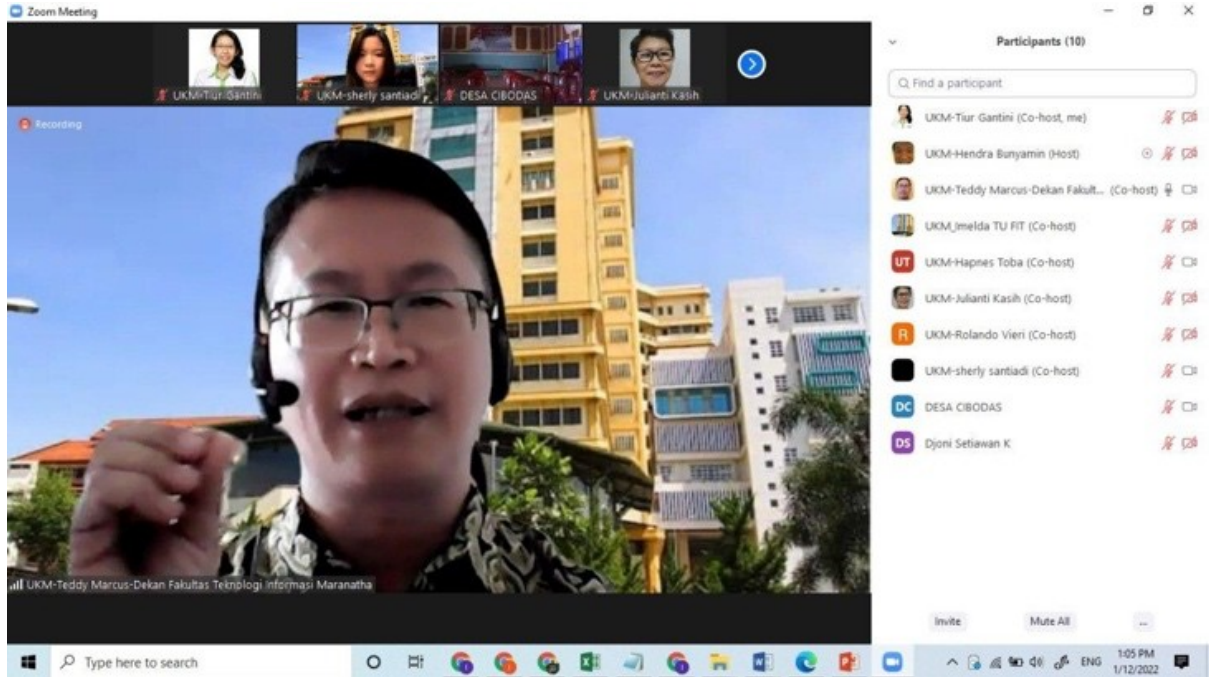 Zoom Meeting
UKM-Tiur Gantini
UKM-sherly santiadi
DESA CIBODAS
UKM-Julianti Kasih
Recording
UKM-Teddy Marcus-Dekan Fakultas Teknologi Informasi Maranatha
Participants (10)
Find a participant
UKM-Tiur Gantini (Co-host, me)
UKM-Hendra Bunyamin (Host)
UKM-Teddy Marcus-Dekan Fakult... (Co-host)
UKM_Imelda TU FIT (Co-host)
UT UKM-Hapnes Toba (Co-host)
UKM-Julianti Kasih (Co-host)
R UKM-Rolando Vieri (Co-host)
UKM-sherly santiadi (Co-host)
DC DESA CIBODAS
DS Djoni Setiawan K
Invite Mute All ...
Type here to search
ENG
1:05 PM
1/12/2022